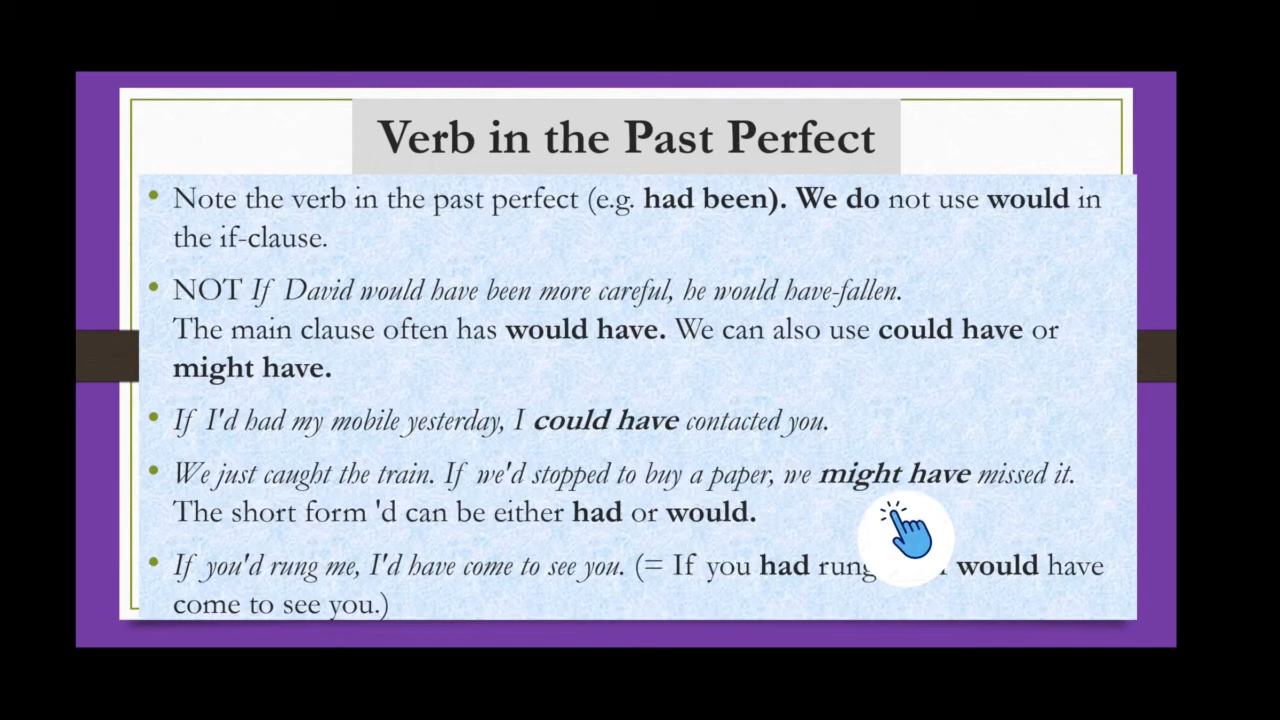 Verb in the Past Perfect
Note the verb in the past perfect (e.g. had been). We do not use would in
the if-clause.
NOT If David would have been more careful, he would have-fallen.
The main clause often has would have. We can also use could have or
might have.
If I'd had my mobile yesterday, I could have contacted you.
We just caught the train. If we'd stopped to buy a paper, we might have missed it.
The short form 'd can be either had or would.
If you'd rung me, I'd have come to see you. (= If you had rung would have
come to see you.)